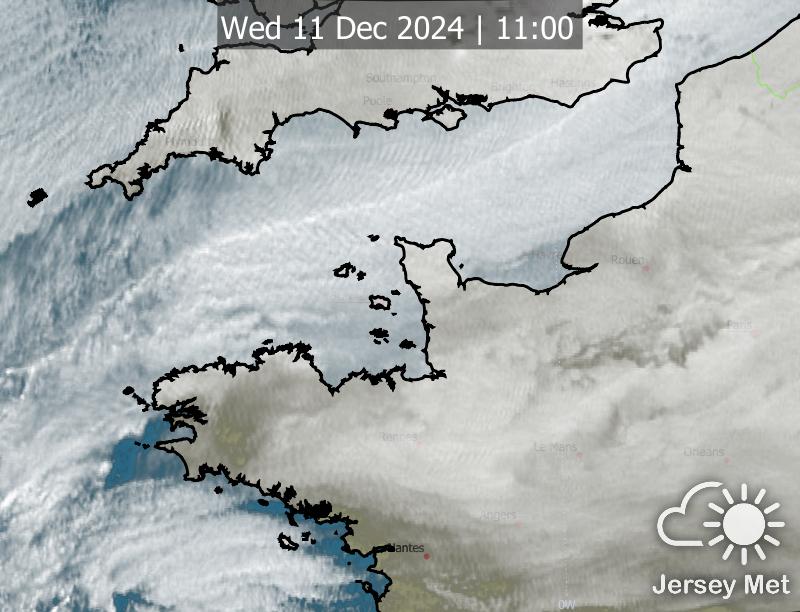 Wed 11 Dec 2024 | 11:00
Southampton
Poole
Hastings
Rouen
Paris
Rennes
Le Mans
Orleans
Angers
Nantes
Jersey Met
0W